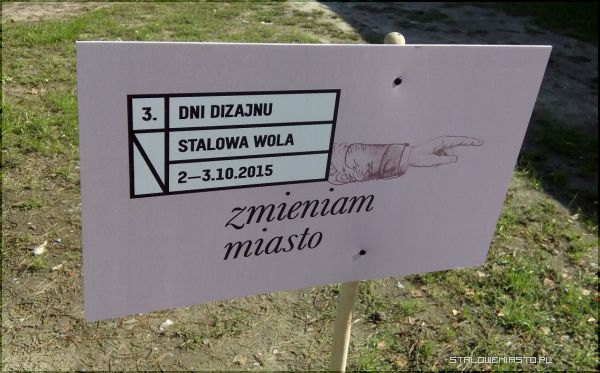 3. DNI DIZAJNU
STALOWA WOLA
2—3.10.2015
zmieniam
miasto
STALOWEMIASTO.PL